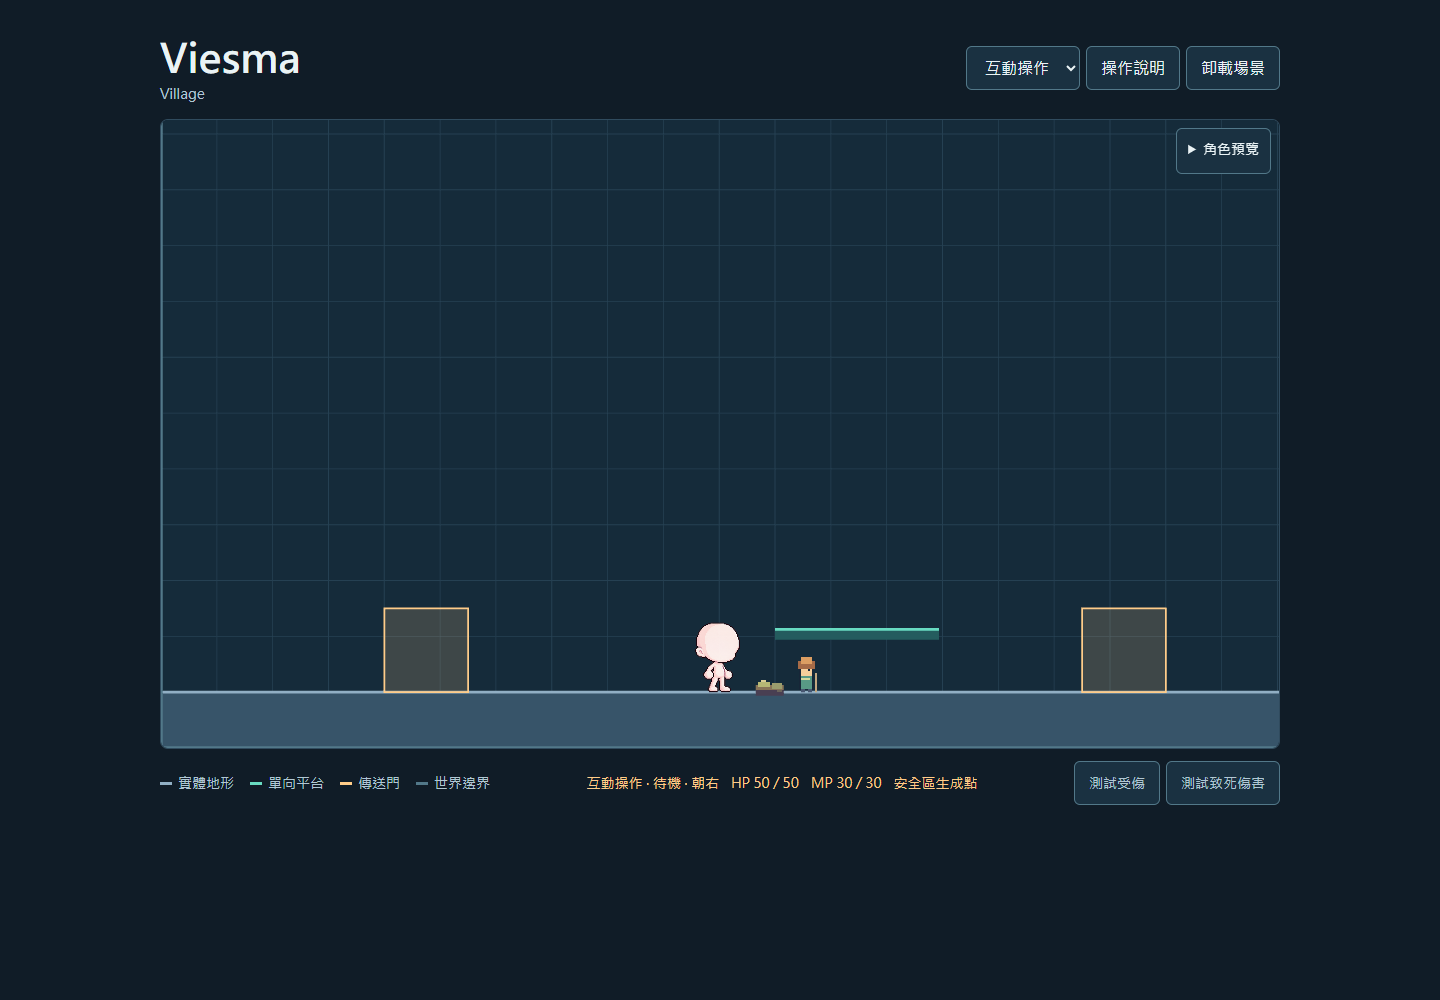 Viesma
Village
互動操作
操作說明
卸載場景
▶ 角色預覽
實體地形
單向平台
傳送門
世界邊界
互動操作 · 待機 · 朝右 HP 50 / 50 MP 30 / 30 安全區生成點
測試受傷
測試致死傷害